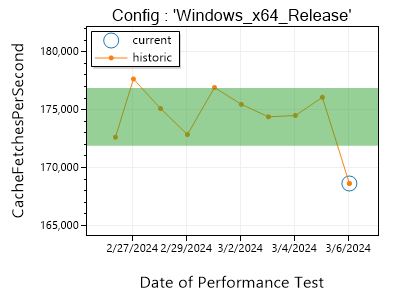 Config : 'Windows_x64_Release'
current
historic
180,000
175,000
170,000
165,000
CacheFetchesPerSecond
2/27/2024 2/29/2024 3/2/2024 3/4/2024 3/6/2024
Date of Performance Test